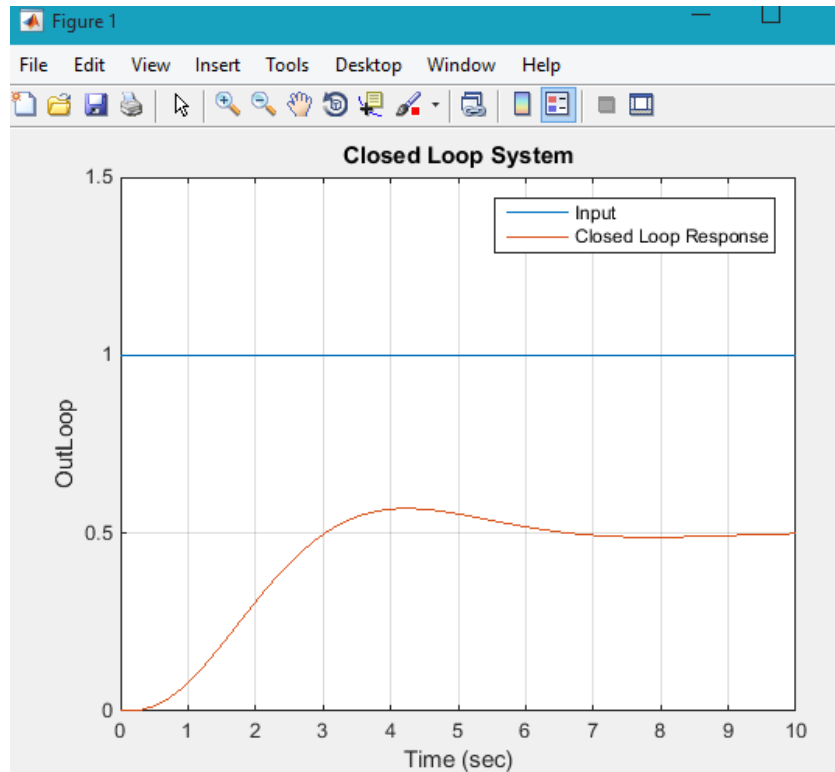 Figure 1
File Edit View Insert Tools Desktop Window Help
Closed Loop System
1.5
Input
Closed Loop Response
1
OutLoop
0.5
0
0 1 2 3 4 5 6 7 8 9 10
Time (sec)